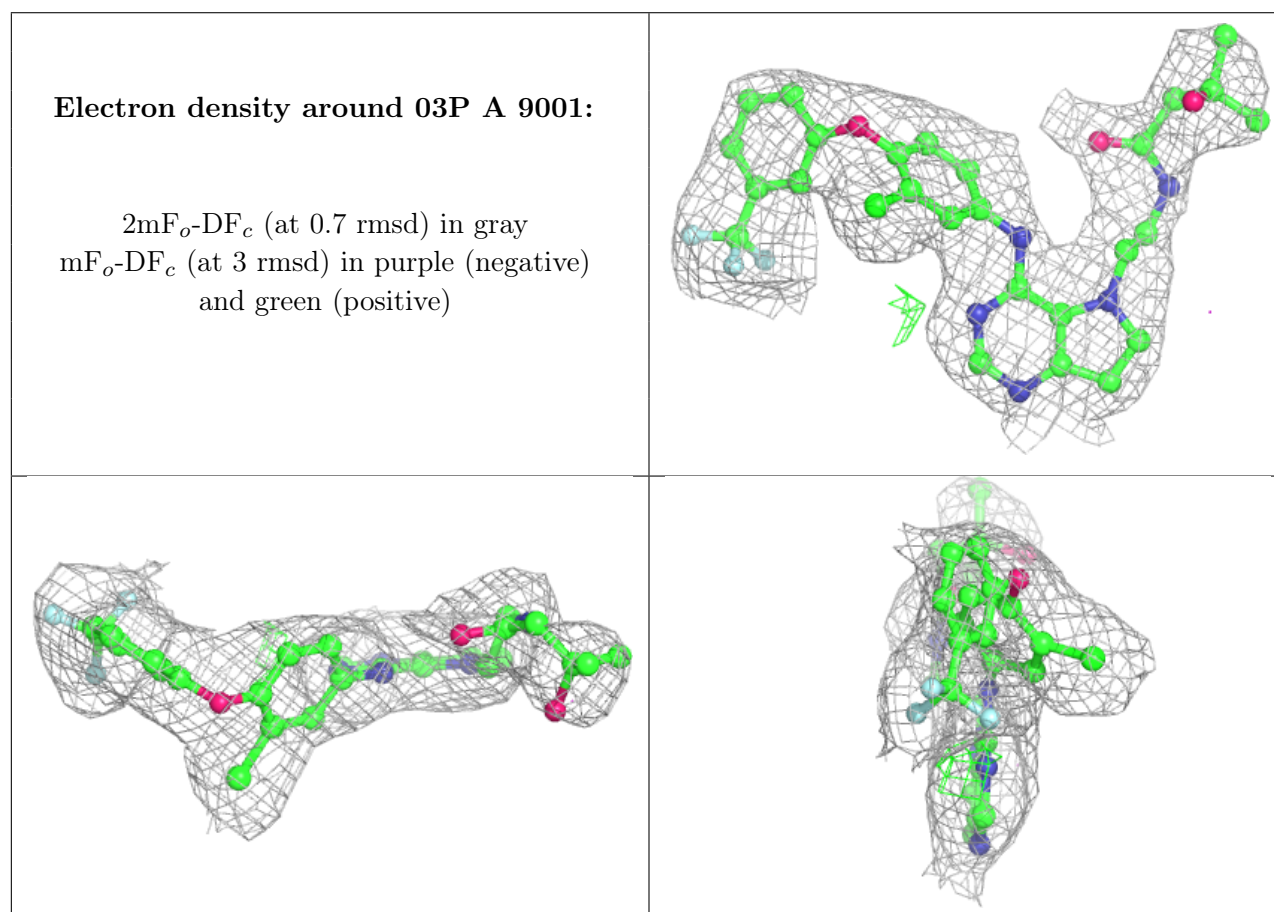 Electron density around 03P A 9001:
2mFo-DFc (at 0.7 rmsd) in gray
mFo-DFc (at 3 rmsd) in purple (negative)
and green (positive)